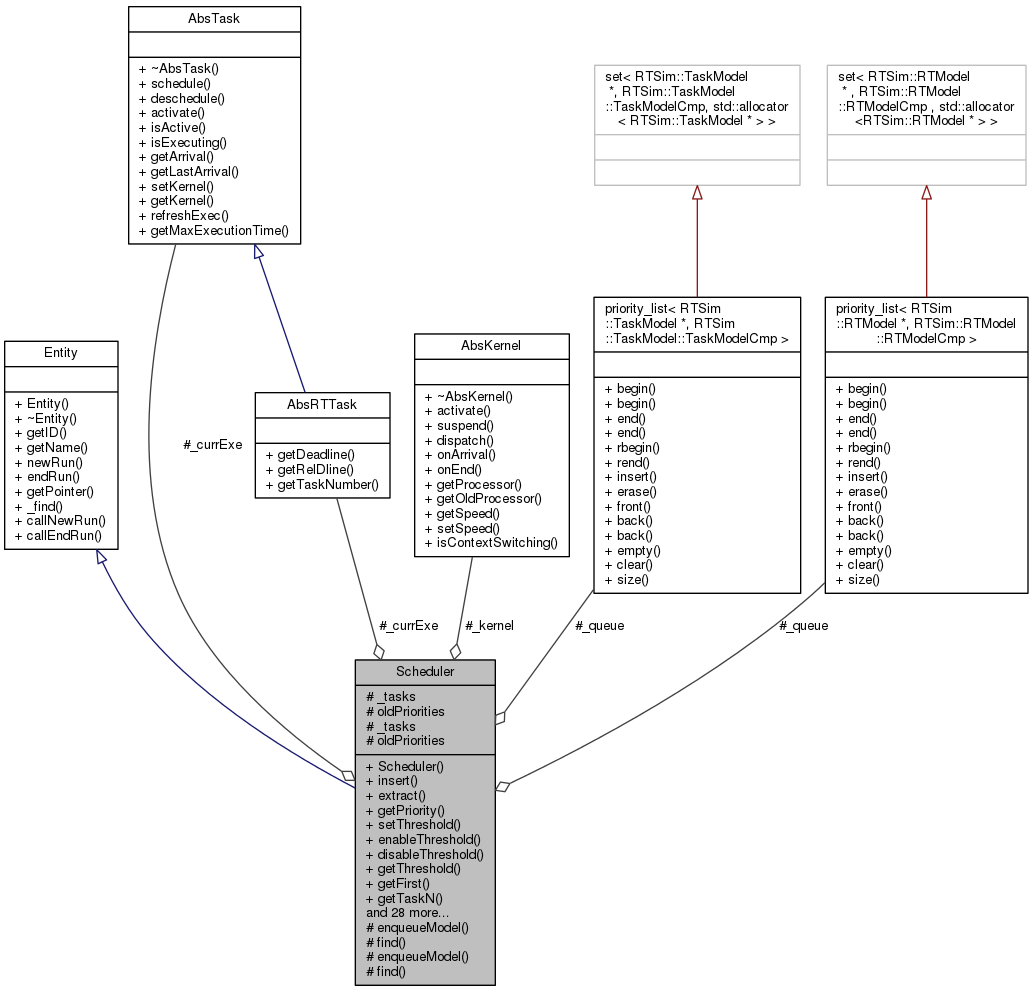 AbsTask
+ ~AbsTask()
+ schedule()
+ deschedule()
+ activate()
+ isActive()
+ isExecuting()
+ getArrival()
+ getLastArrival()
+ setKernel()
+ getKernel()
+ refreshExec()
+ getMaxExecutionTime()
set< RTSim::TaskModel
*, RTSim::TaskModel
::TaskModelCmp, std::allocator
< RTSim::TaskModel * > >
set< RTSim::RTModel
* , RTSim::RTModel
::RTModelCmp , std::allocator
<RTSim::RTModel * > >
Entity
+ Entity()
+ ~Entity()
+ getID()
+ getName()
+ newRun()
+ endRun()
+ getPointer()
+ _find()
+ callNewRun()
+ callEndRun()
AbsRTTask
+ getDeadline()
+ getRelDline()
+ getTaskNumber()
AbsKernel
+ ~AbsKernel()
+ activate()
+ suspend()
+ dispatch()
+ onArrival()
+ onEnd()
+ getProcessor()
+ getOldProcessor()
+ getSpeed()
+ setSpeed()
+ isContextSwitching()
priority_list< RTSim
::TaskModel *, RTSim
::TaskModel::TaskModelCmp >
+ begin()
+ begin()
+ end()
+ end()
+ rbegin()
+ rend()
+ insert()
+ erase()
+ front()
+ back()
+ back()
+ empty()
+ clear()
+ size()
priority_list< RTSim
::RTModel *, RTSim::RTModel
::RTModelCmp >
+ begin()
+ begin()
+ end()
+ end()
+ rbegin()
+ rend()
+ insert()
+ erase()
+ front()
+ back()
+ back()
+ empty()
+ clear()
+ size()
#_currExe
#_currExe
#_kernel
#_queue
#_queue
Scheduler
# _tasks
# oldPriorities
# _tasks
# oldPriorities
+ Scheduler()
+ insert()
+ extract()
+ getPriority()
+ setThreshold()
+ enableThreshold()
+ disableThreshold()
+ getThreshold()
+ getFirst()
+ getTaskN()
and 28 more...
# enqueueModel()
# find()
# enqueueModel()
# find()